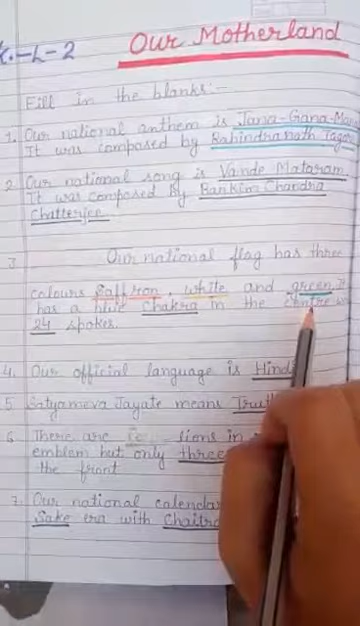 K.-L-2
Our Motherland
Fill in the blanks:-
1. Our national anthem is Jana-Gana-Mana
It was composed by Rabindranath Tagore
2. Our national song is Vande Mataram.
It was composed by Bankim Chandra
Chatterjee.
3 Our national flag has three
colours Saffron, white and green. It
has a blue Chakra in the centre
24 spokes.
4. Our official language is Hindi
5 Satyameva Jayate means Truth
6 There are lions in
emblem but only three
the front
7. Our national calendar
Sake era with Chaitra